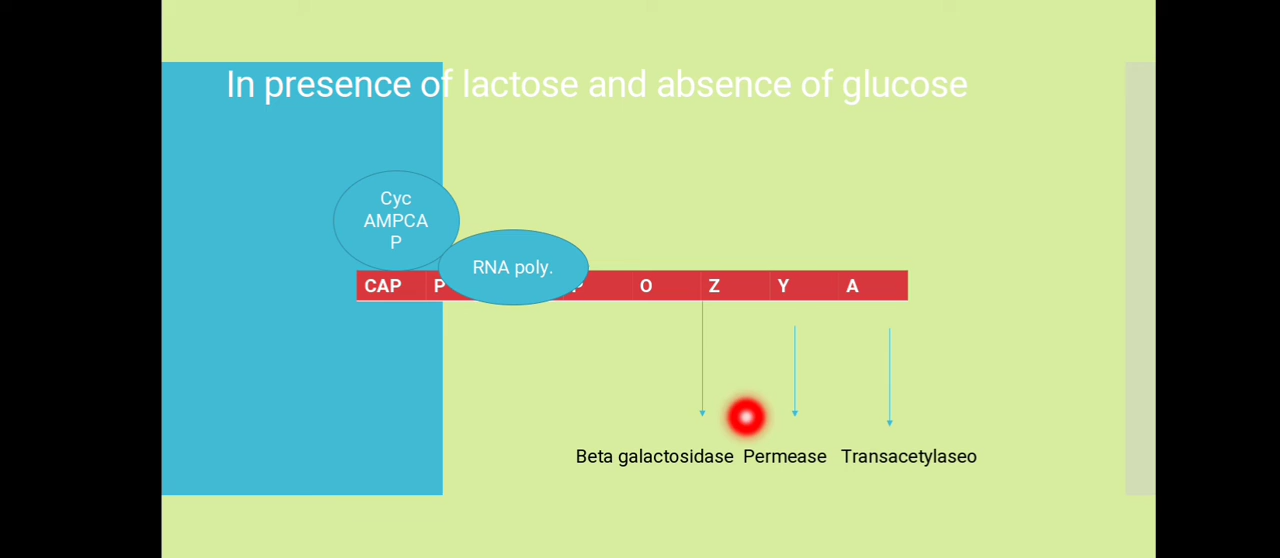 In presence of lactose and absence of glucose
Cyc
AMPCA
P
RNA poly.
CAP P P O Z Y A
Beta galactosidase Permease Transacetylaseo